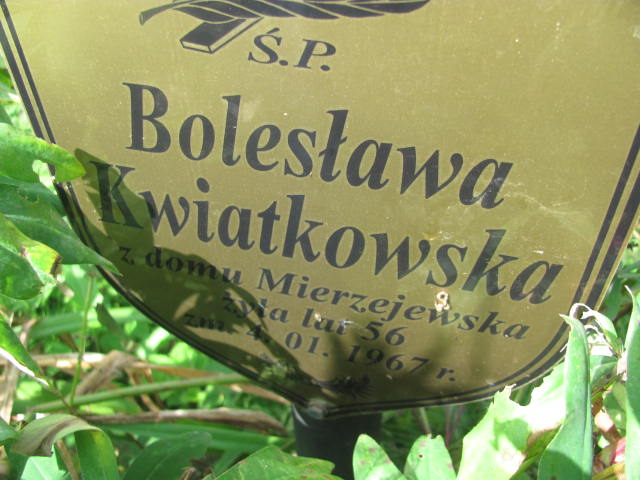 Ś.P.
Bolesława
Kwiatkowska
z domu Mierzejewska
żyła lat 56
zm. 4. 01. 1967 r.